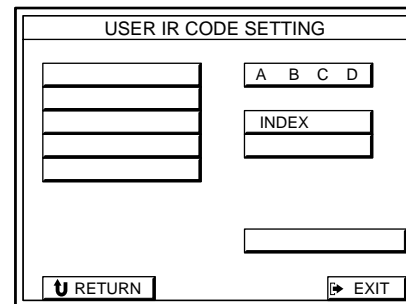 USER IR CODE SETTING
A B C D
INDEX
RETURN
EXIT